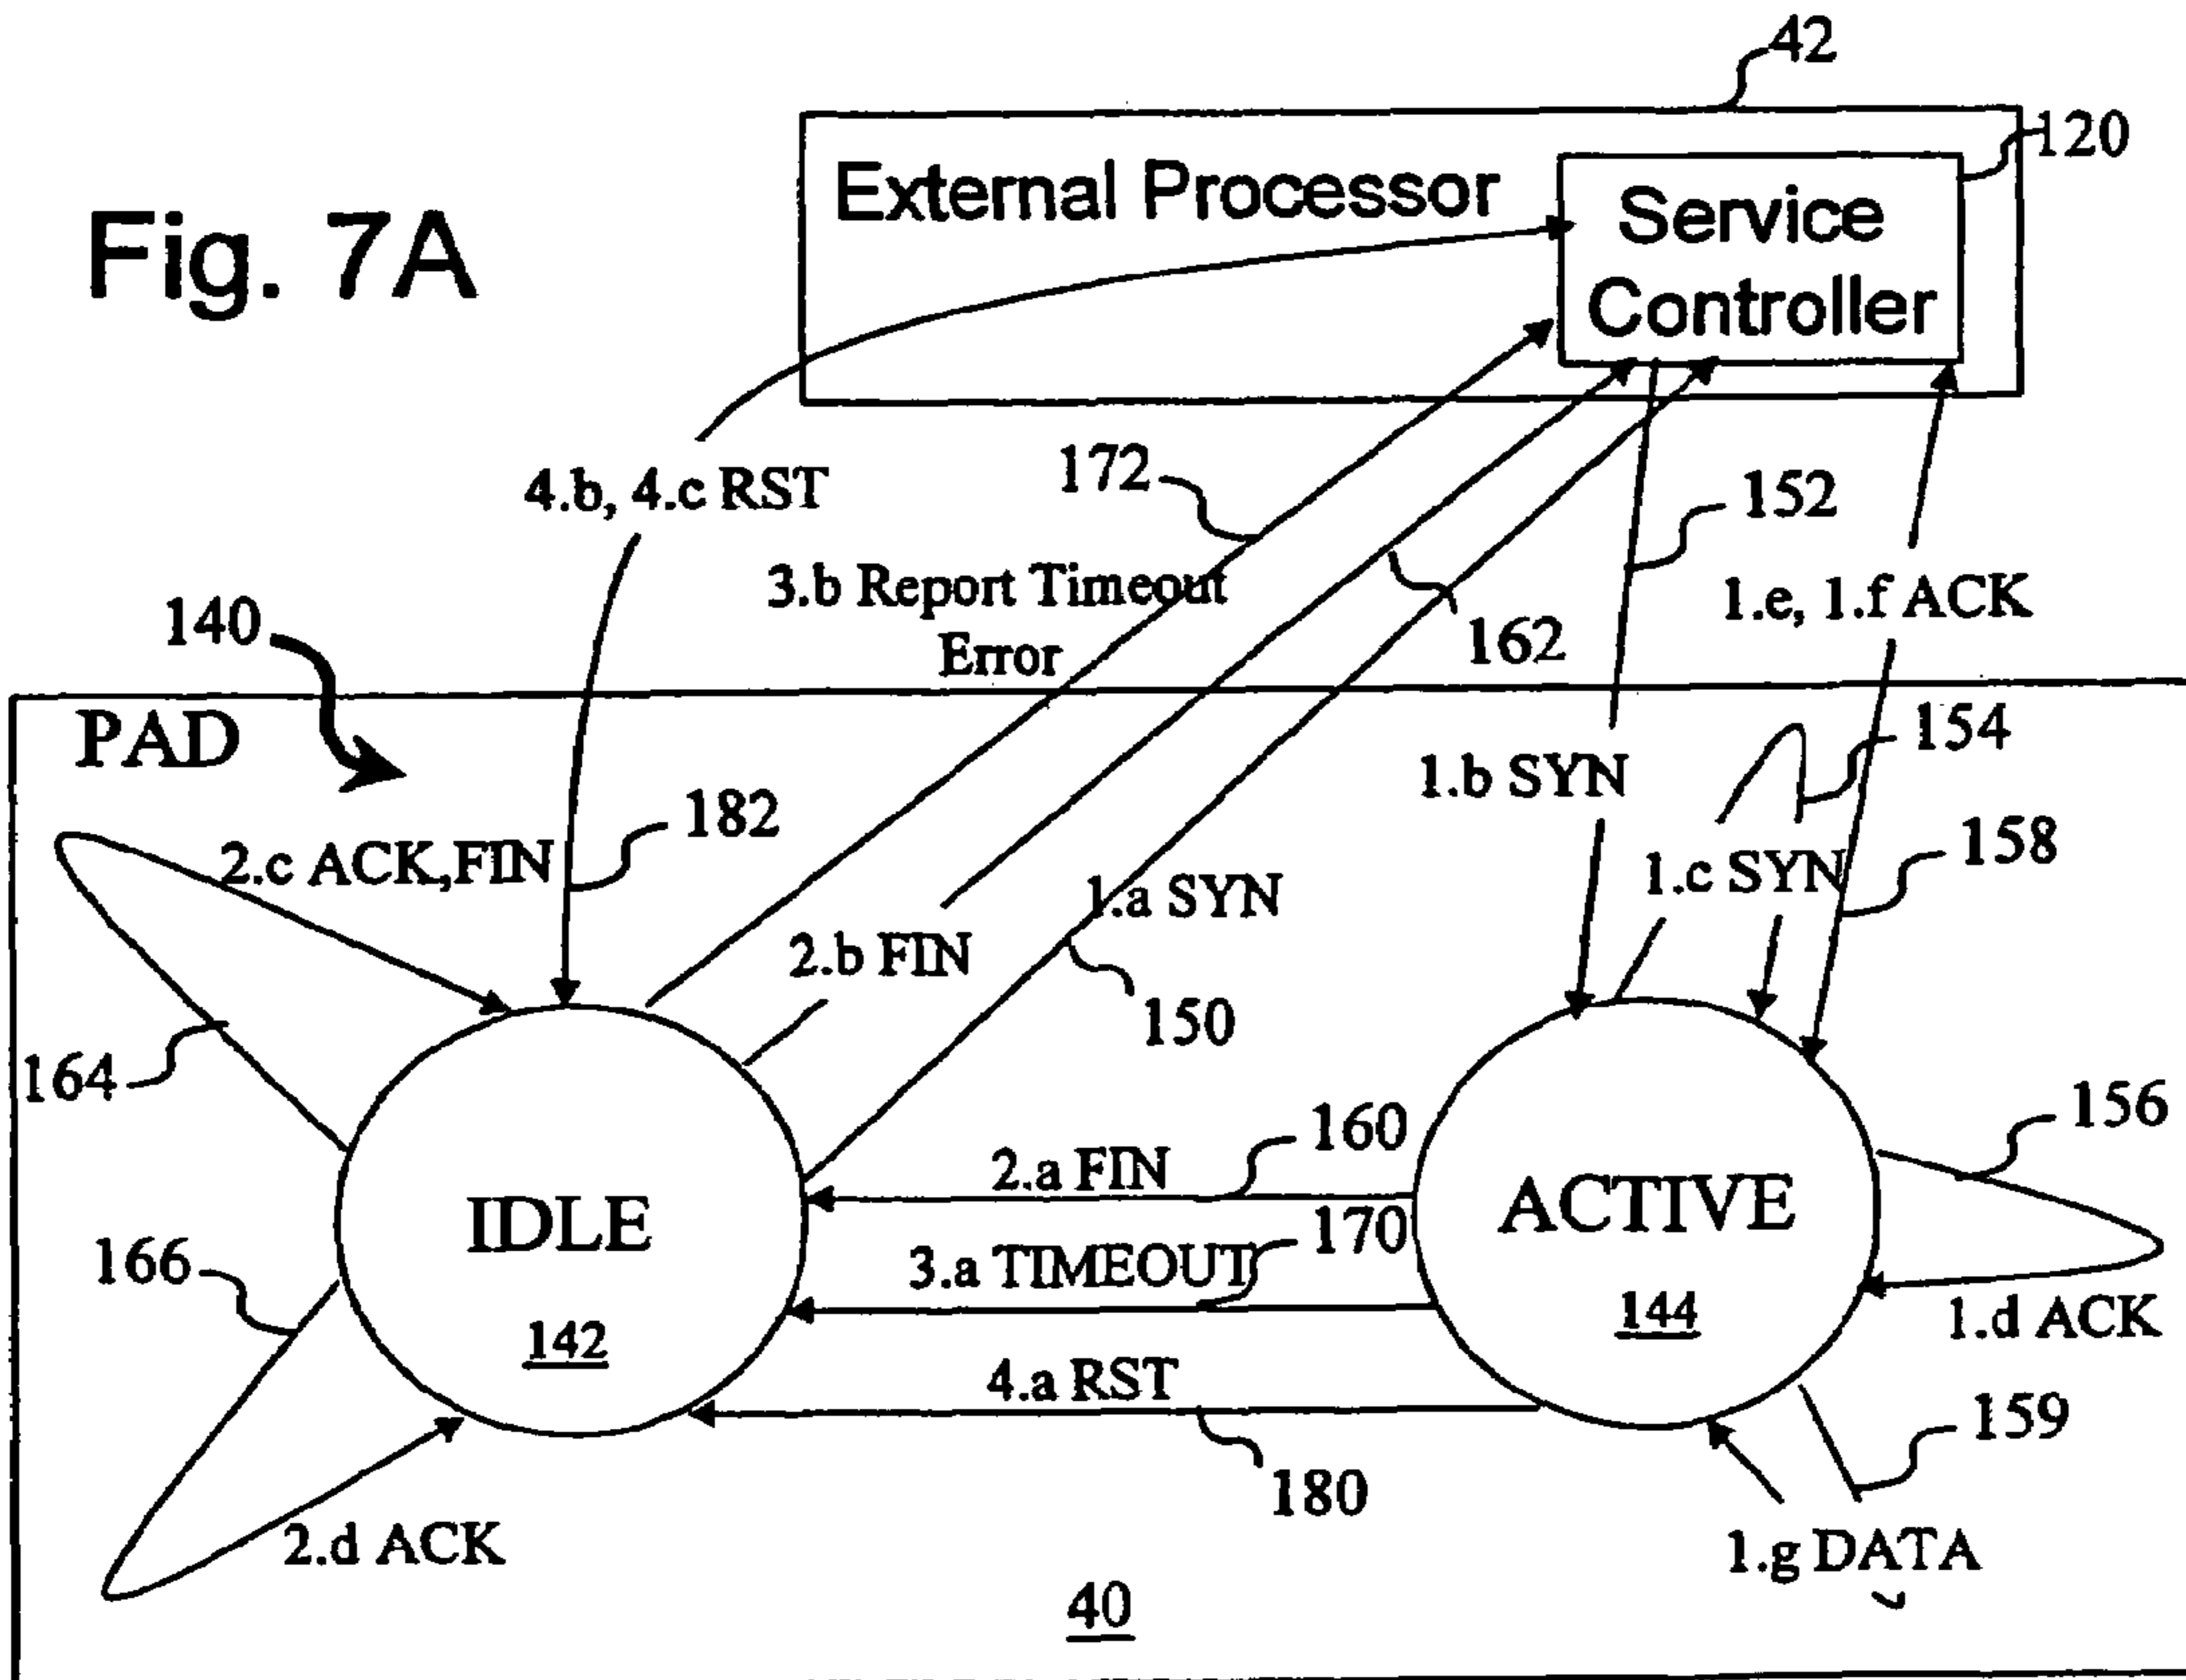 42
120
External Processor
Service
Controller
Fig. 7A
172
4.b, 4.c RST
152
3.b Report Timeout
Error
1.e, 1.f ACK
140
162
PAD
154
1.b SYN
182
2.c ACK,FIN
1.c SYN
158
1.a SYN
2.b FIN
150
164
156
160
2.a FIN
IDLE
ACTIVE
170
3.a TIMEOUT
166
142
144
1.d ACK
4.a RST
159
180
2.d ACK
1.g DATA
40